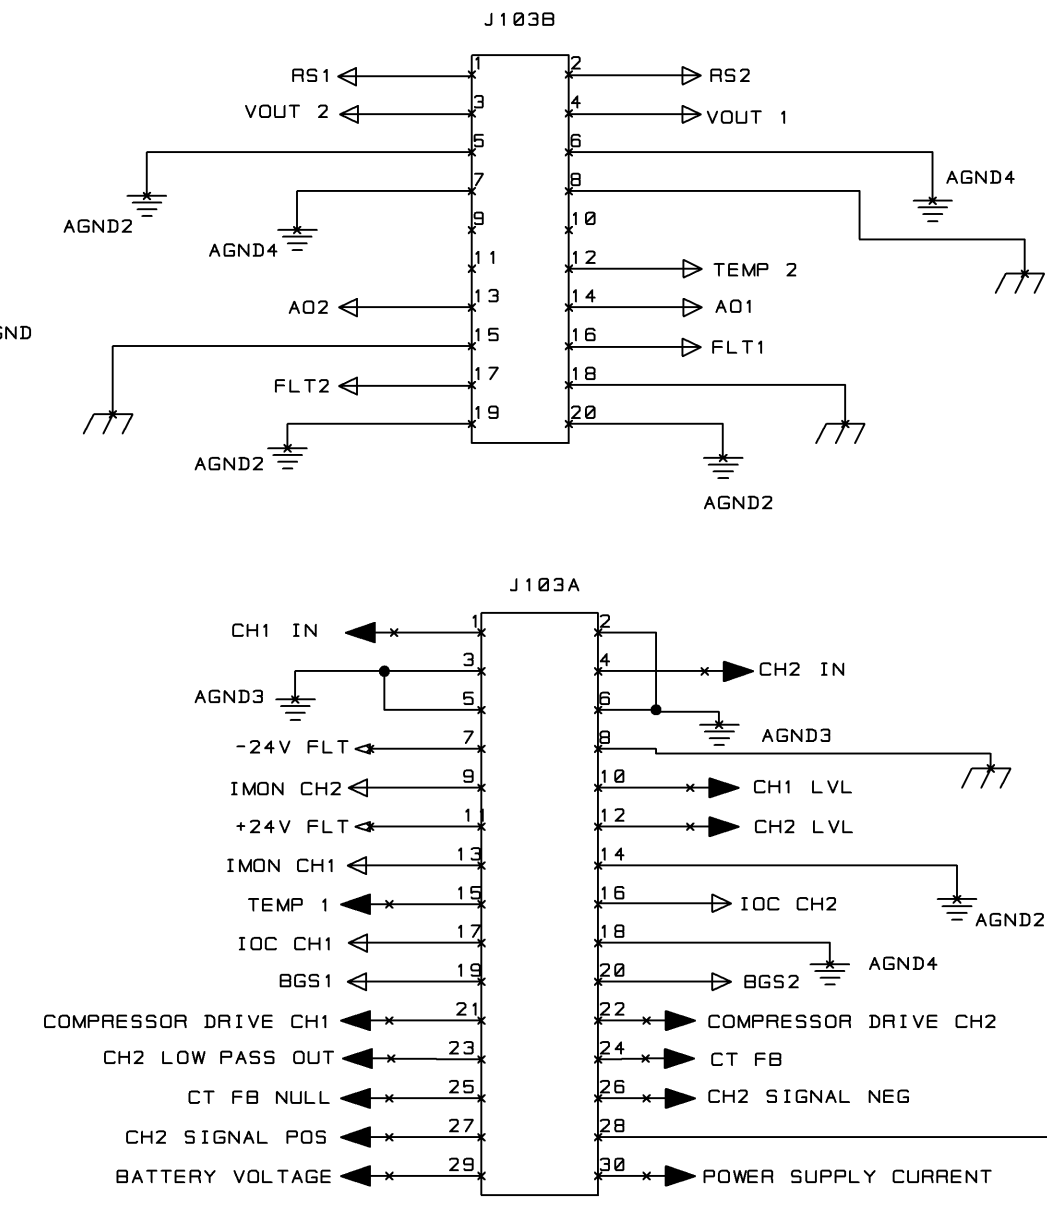 J103B
1 2
RS1 RS2
3 4
VOUT 2 VOUT 1
5 6
7 8
AGND2 AGND4
AGND4
9 10
11 12
TEMP 2
13 14
AO2 AO1
15 16
GND FLT1
17 18
FLT2
19 20
AGND2
AGND2
J103A
CH1 IN 1 2
3 4 CH2 IN
AGND3 5 6
AGND3
-24V FLT 7 8
IMON CH2 9 10 CH1 LVL
+24V FLT 11 12 CH2 LVL
IMON CH1 13 14
TEMP 1 15 16 IOC CH2 AGND2
IOC CH1 17 18 AGND4
BGS1 19 20 BGS2
COMPRESSOR DRIVE CH1 21 22 COMPRESSOR DRIVE CH2
CH2 LOW PASS OUT 23 24 CT FB
CT FB NULL 25 26 CH2 SIGNAL NEG
CH2 SIGNAL POS 27 28
BATTERY VOLTAGE 29 30 POWER SUPPLY CURRENT